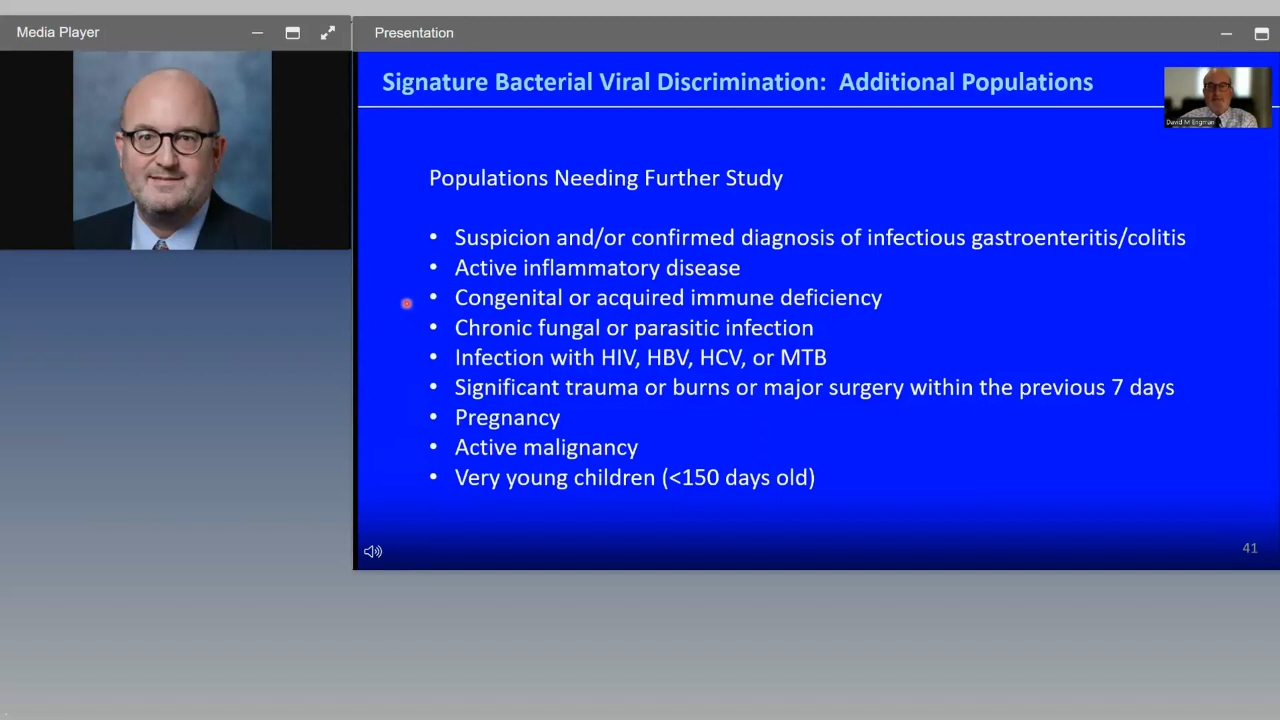 Media Player
Presentation
Signature Bacterial Viral Discrimination: Additional Populations
David M Engman
Populations Needing Further Study
• Suspicion and/or confirmed diagnosis of infectious gastroenteritis/colitis
• Active inflammatory disease
• Congenital or acquired immune deficiency
• Chronic fungal or parasitic infection
• Infection with HIV, HBV, HCV, or MTB
• Significant trauma or burns or major surgery within the previous 7 days
• Pregnancy
• Active malignancy
• Very young children (<150 days old)
41